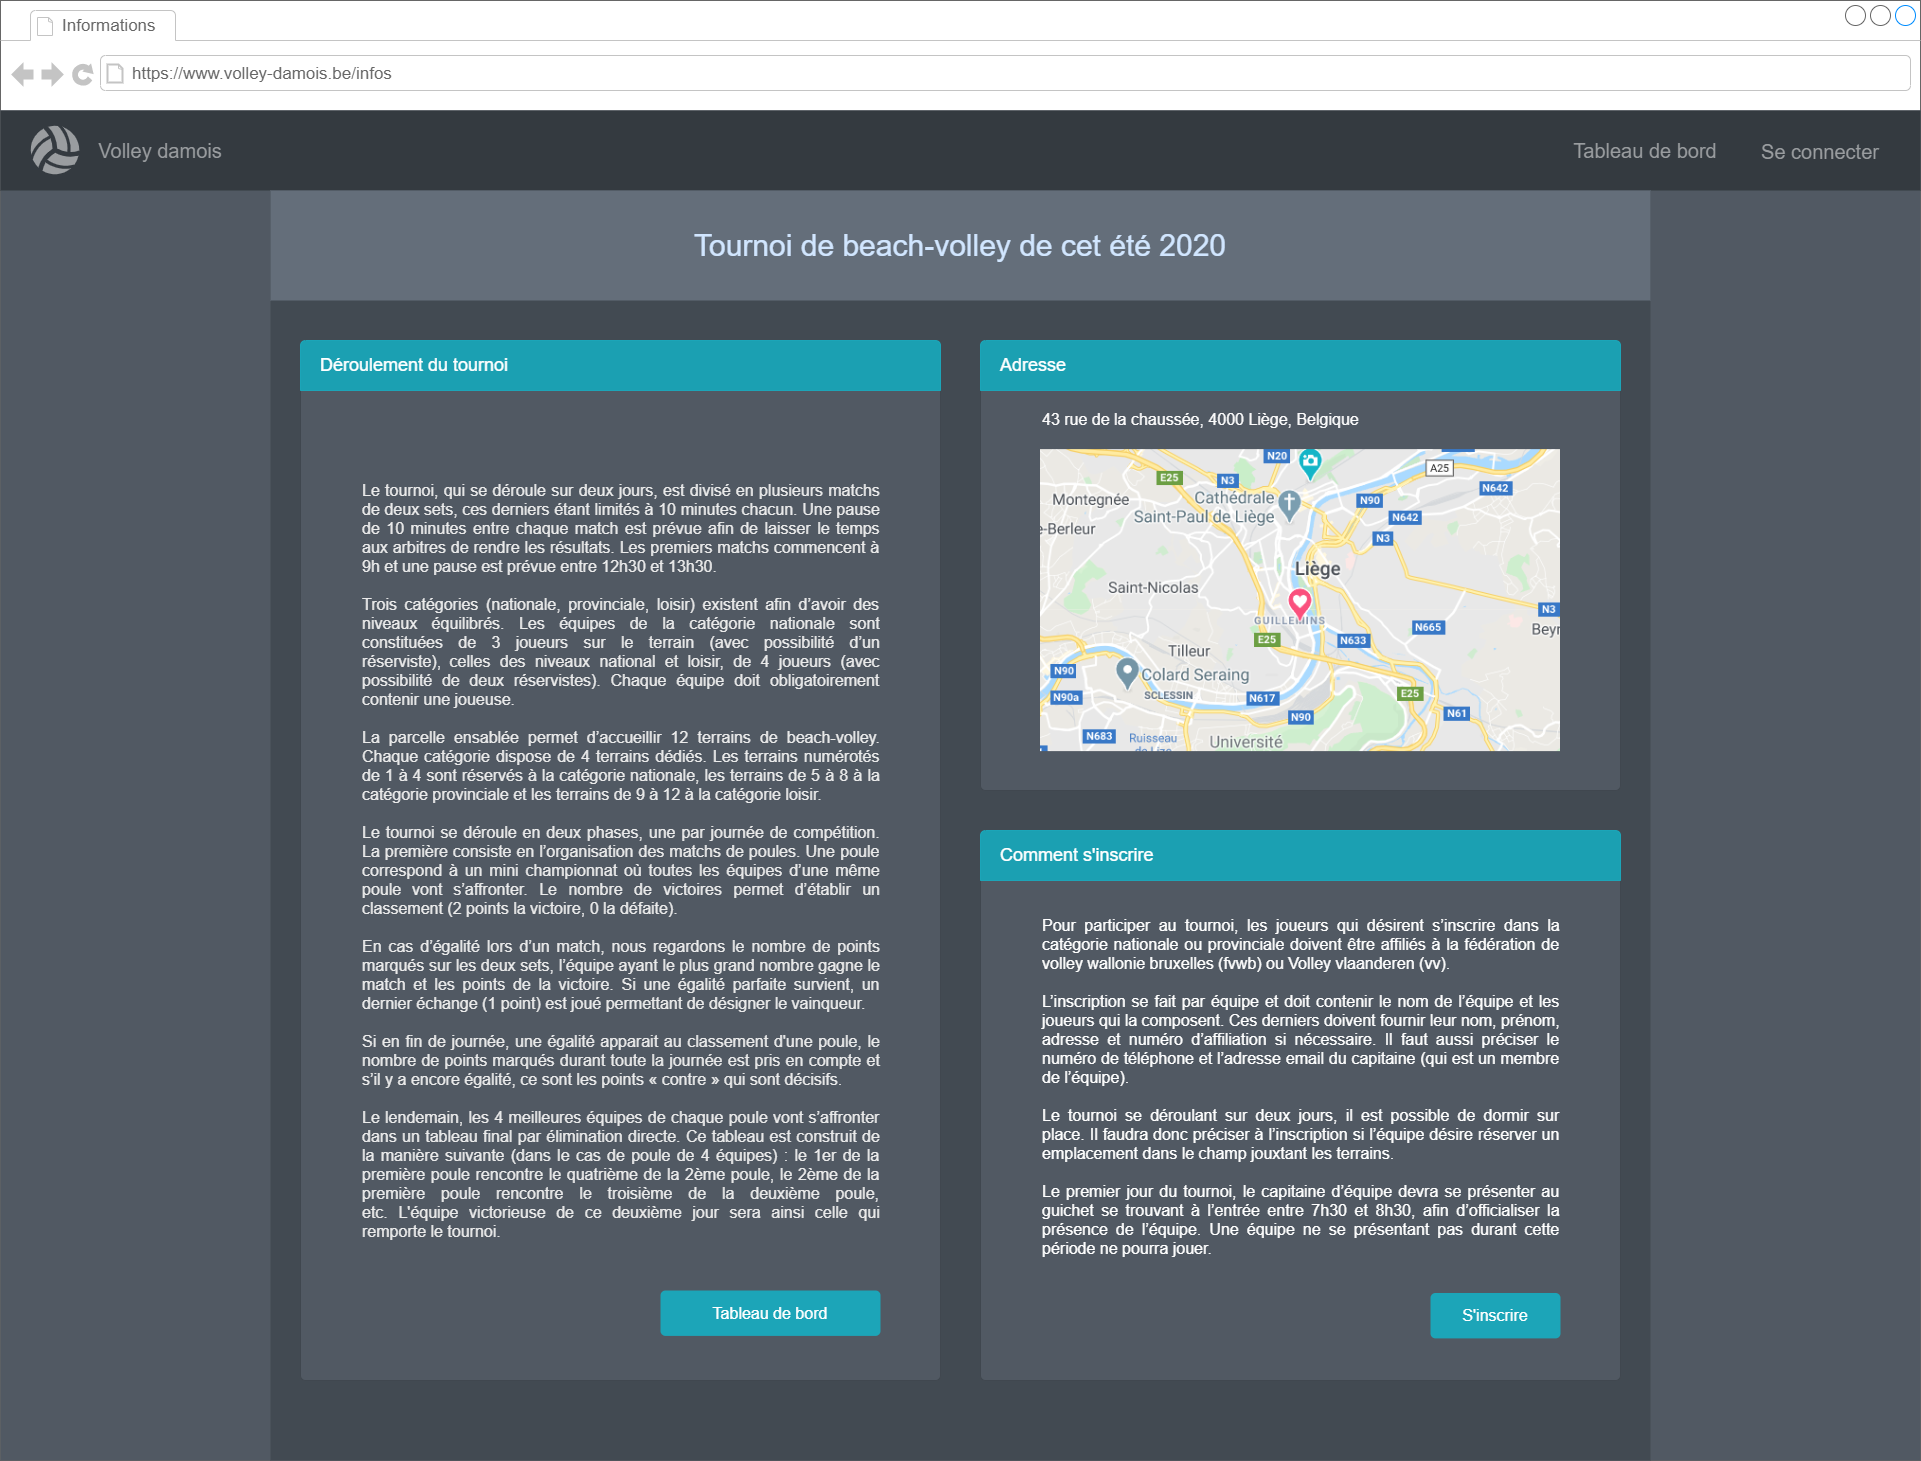 Informations
https://www.volley-damois.be/infos
Volley damois
Tableau de bord
Se connecter
Tournoi de beach-volley de cet été 2020
Déroulement du tournoi
Le tournoi, qui se déroule sur deux jours, est divisé en plusieurs matchs
de deux sets, ces derniers étant limités à 10 minutes chacun. Une pause
de 10 minutes entre chaque match est prévue afin de laisser le temps
aux arbitres de rendre les résultats. Les premiers matchs commencent à
9h et une pause est prévue entre 12h30 et 13h30.
Trois catégories (nationale, provinciale, loisir) existent afin d’avoir des
niveaux équilibrés. Les équipes de la catégorie nationale sont
constituées de 3 joueurs sur le terrain (avec possibilité d’un
réserviste), celles des niveaux national et loisir, de 4 joueurs (avec
possibilité de deux réservistes). Chaque équipe doit obligatoirement
contenir une joueuse.
La parcelle ensablée permet d’accueillir 12 terrains de beach-volley.
Chaque catégorie dispose de 4 terrains dédiés. Les terrains numérotés
de 1 à 4 sont réservés à la catégorie nationale, les terrains de 5 à 8 à la
catégorie provinciale et les terrains de 9 à 12 à la catégorie loisir.
Le tournoi se déroule en deux phases, une par journée de compétition.
La première consiste en l’organisation des matchs de poules. Une poule
correspond à un mini championnat où toutes les équipes d’une même
poule vont s’affronter. Le nombre de victoires permet d’établir un
classement (2 points la victoire, 0 la défaite).
En cas d’égalité lors d’un match, nous regardons le nombre de points
marqués sur les deux sets, l’équipe ayant le plus grand nombre gagne le
match et les points de la victoire. Si une égalité parfaite survient, un
dernier échange (1 point) est joué permettant de désigner le vainqueur.
Si en fin de journée, une égalité apparait au classement d'une poule, le
nombre de points marqués durant toute la journée est pris en compte et
s’il y a encore égalité, ce sont les points « contre » qui sont décisifs.
Le lendemain, les 4 meilleures équipes de chaque poule vont s’affronter
dans un tableau final par élimination directe. Ce tableau est construit de
la manière suivante (dans le cas de poule de 4 équipes) : le 1er de la
première poule rencontre le quatrième de la 2ème poule, le 2ème de la
première poule rencontre le troisième de la deuxième poule,
etc. L'équipe victorieuse de ce deuxième jour sera ainsi celle qui
remporte le tournoi.
Tableau de bord
Adresse
43 rue de la chaussée, 4000 Liège, Belgique
N20
A25
E25
N3
N642
Montegnée
Cathédrale
Saint-Paul de Liège
N90
N642
e-Berleur
N3
Liège
Saint-Nicolas
N3
GUILLEMINS
Beyr
N665
E25
N633
Tilleur
N90
Colard Seraing
N90a
SCLESSIN
N617
E25
N90
N61
N683
Ruisseau
de Lize
Université
Comment s'inscrire
Pour participer au tournoi, les joueurs qui désirent s’inscrire dans la
catégorie nationale ou provinciale doivent être affiliés à la fédération de
volley wallonie bruxelles (fvwb) ou Volley vlaanderen (vv).
L’inscription se fait par équipe et doit contenir le nom de l’équipe et les
joueurs qui la composent. Ces derniers doivent fournir leur nom, prénom,
adresse et numéro d’affiliation si nécessaire. Il faut aussi préciser le
numéro de téléphone et l’adresse email du capitaine (qui est un membre
de l’équipe).
Le tournoi se déroulant sur deux jours, il est possible de dormir sur
place. Il faudra donc préciser à l’inscription si l’équipe désire réserver un
emplacement dans le champ jouxtant les terrains.
Le premier jour du tournoi, le capitaine d’équipe devra se présenter au
guichet se trouvant à l’entrée entre 7h30 et 8h30, afin d’officialiser la
présence de l’équipe. Une équipe ne se présentant pas durant cette
période ne pourra jouer.
S'inscrire